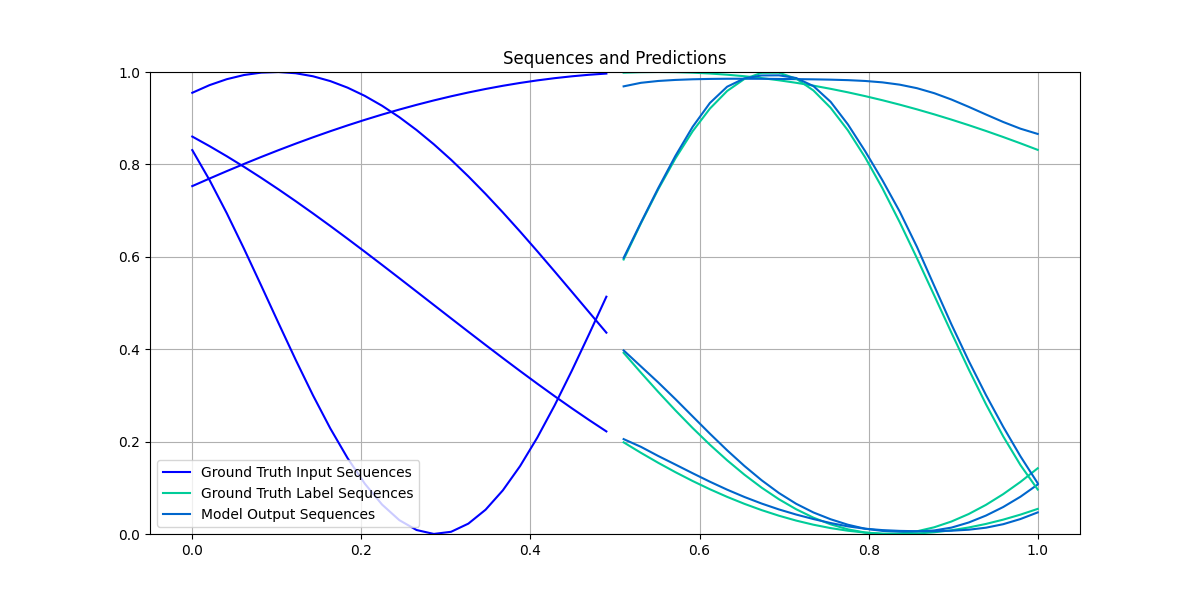 Sequences and Predictions
1.0
0.8
0.6
0.4
0.2
0.0
Ground Truth Input Sequences
Ground Truth Label Sequences
Model Output Sequences
0.0 0.2 0.4 0.6 0.8 1.0